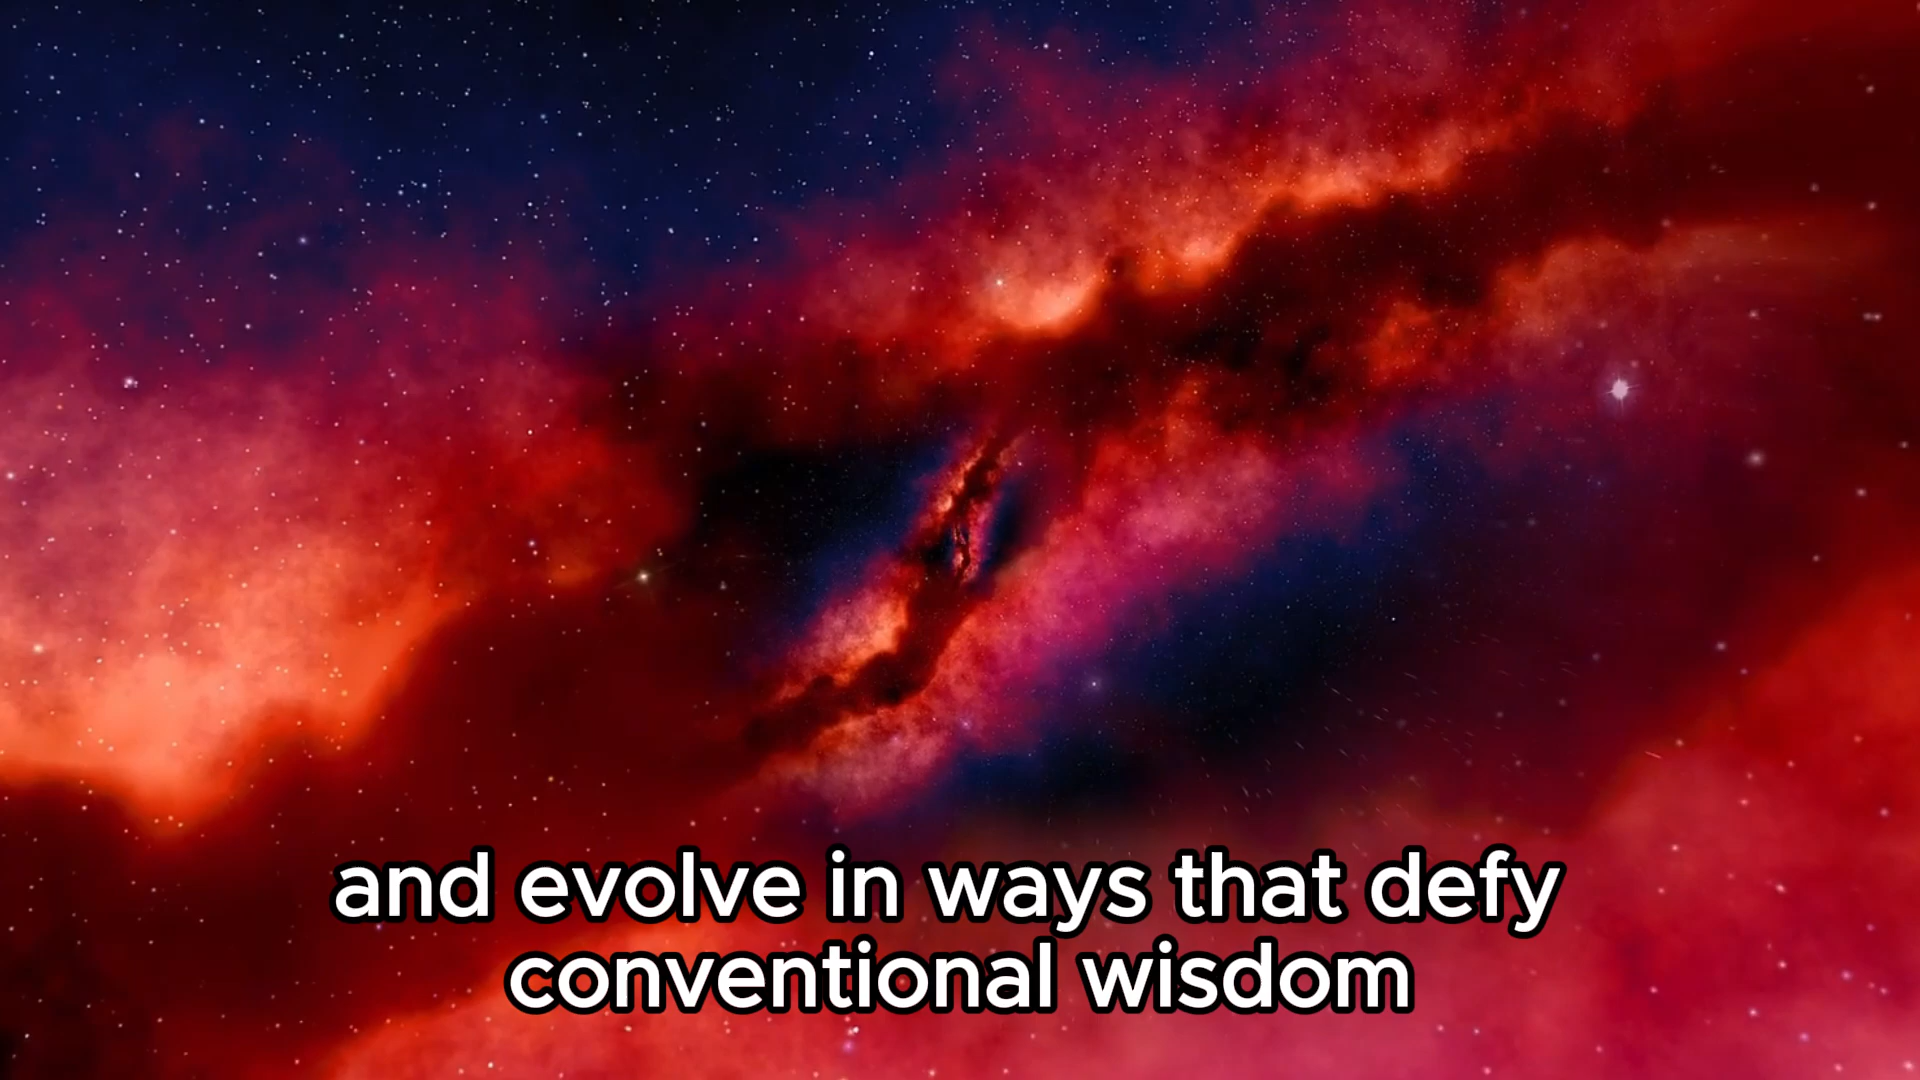 and evolve in ways that defy
conventional wisdom